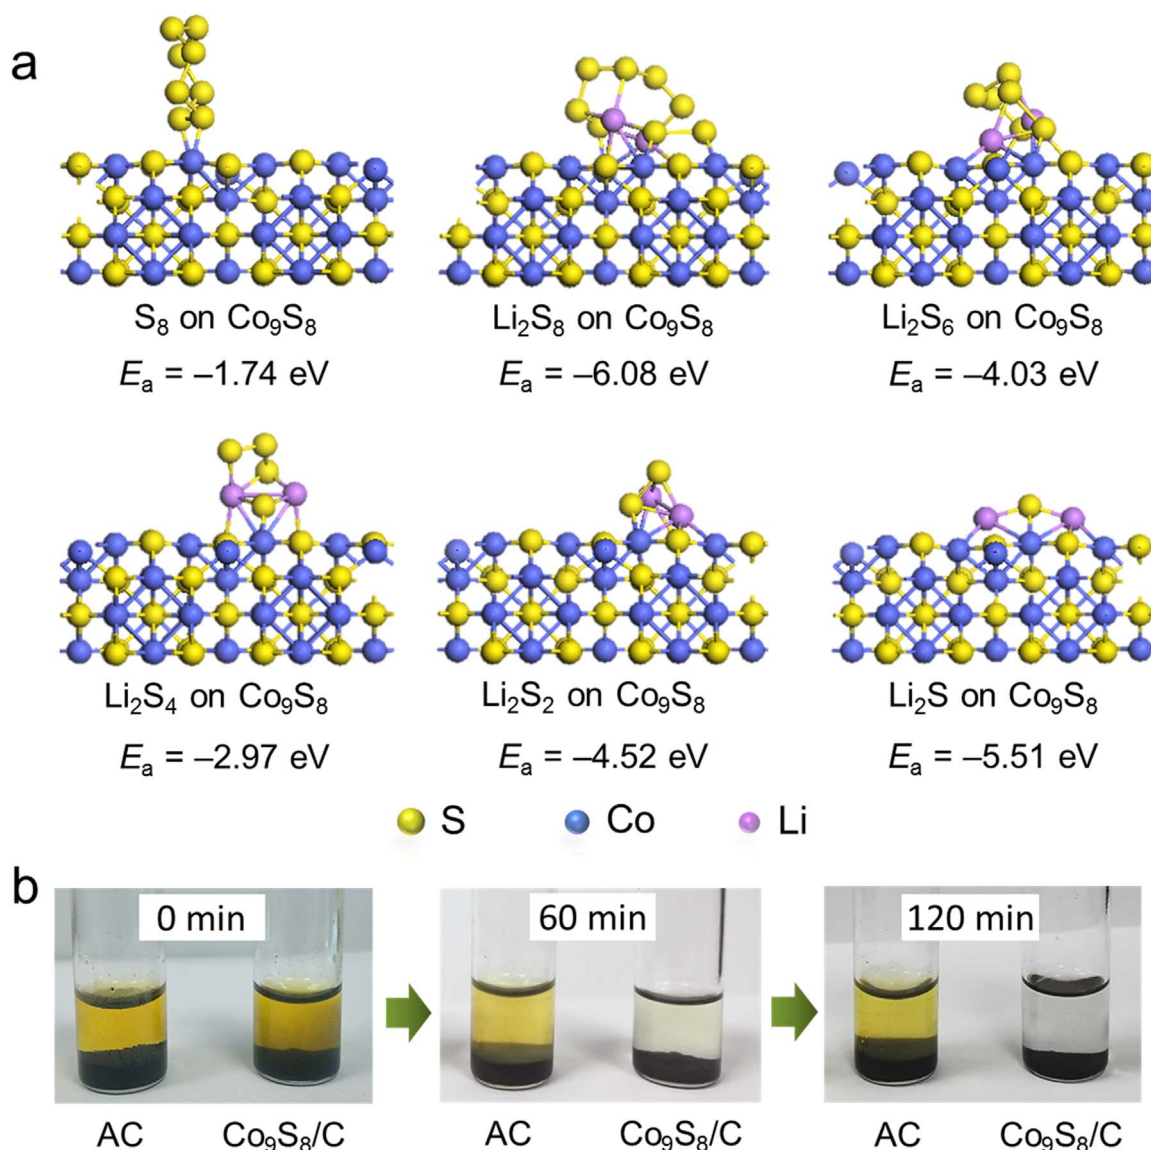 a
S₈ on Co₉S₈
Li₂S₈ on Co₉S₈
Li₂S₆ on Co₉S₈
Eₐ = –1.74 eV
Eₐ = –6.08 eV
Eₐ = –4.03 eV
Li₂S₄ on Co₉S₈
Li₂S₂ on Co₉S₈
Li₂S on Co₉S₈
Eₐ = –2.97 eV
Eₐ = –4.52 eV
Eₐ = –5.51 eV
S
Co
Li
b
0 min
60 min
120 min
AC
Co₉S₈/C
AC
Co₉S₈/C
AC
Co₉S₈/C